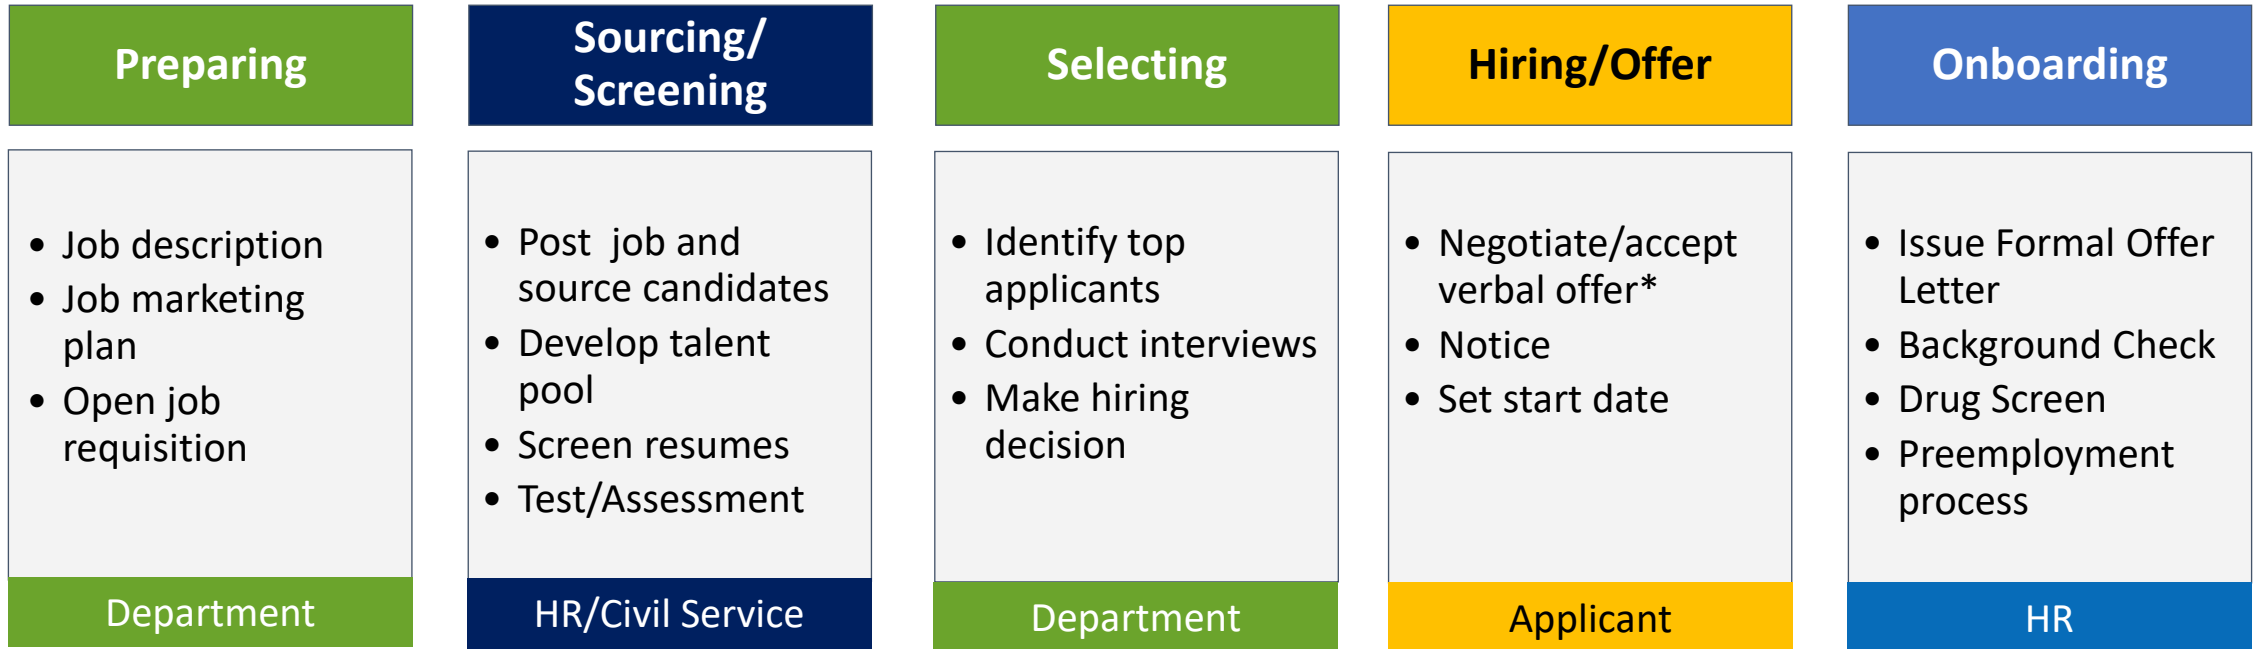 Preparing
• Job description
• Job marketing
plan
• Open job
requisition
Department
Sourcing/
Screening
• Post  job and
source candidates
• Develop talent
pool
• Screen resumes
• Test/Assessment
HR/Civil Service
Selecting
• Identify top
applicants
• Conduct interviews
• Make hiring
decision
Department
Hiring/Offer
• Negotiate/accept
verbal offer*
• Notice
• Set start date
Applicant
Onboarding
• Issue Formal Offer
Letter
• Background Check
• Drug Screen
• Preemployment
process
HR